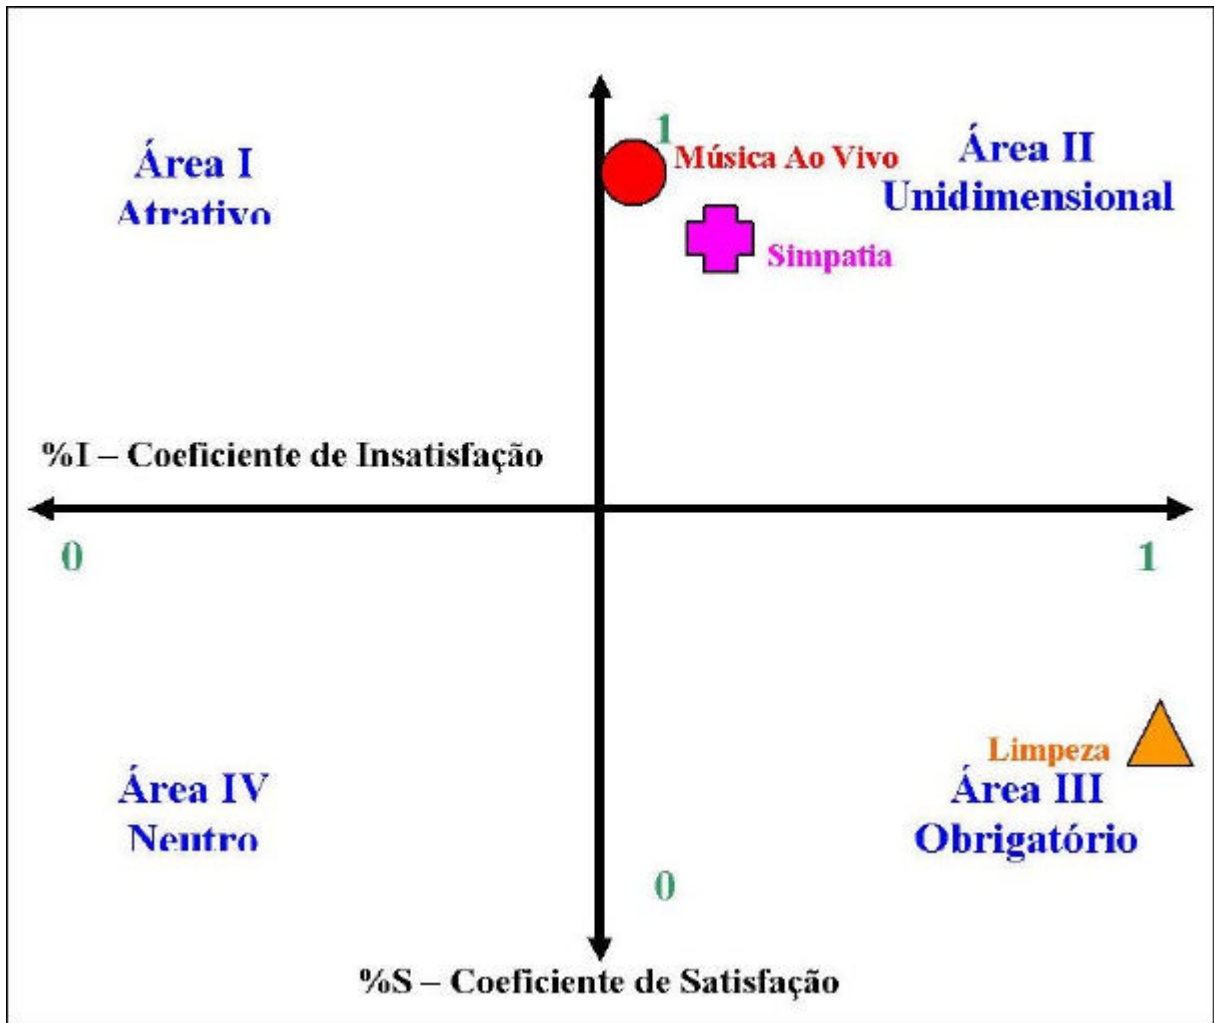 1
Área I
Atrativo
Música Ao Vivo
Área II
Unidimensional
Simpatia
%I – Coeficiente de Insatisfação
0
1
Limpeza
Área IV
Neutro
Área III
Obrigatório
0
%S – Coeficiente de Satisfação